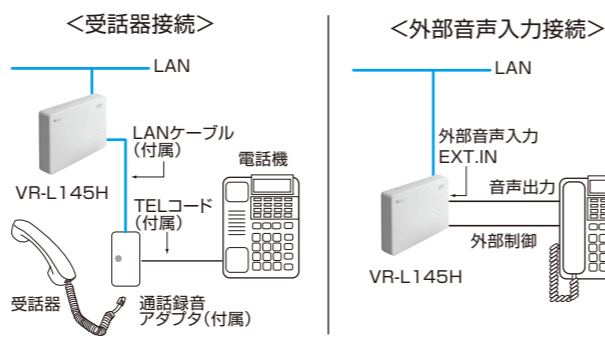 ＜受話器接続＞
LAN
LANケーブル
(付属)
電話機
VR-L145H
TELコード
(付属)
受話器
通話録音
アダプタ(付属)
＜外部音声入力接続＞
LAN
外部音声入力
EXT.IN
音声出力
外部制御
VR-L145H